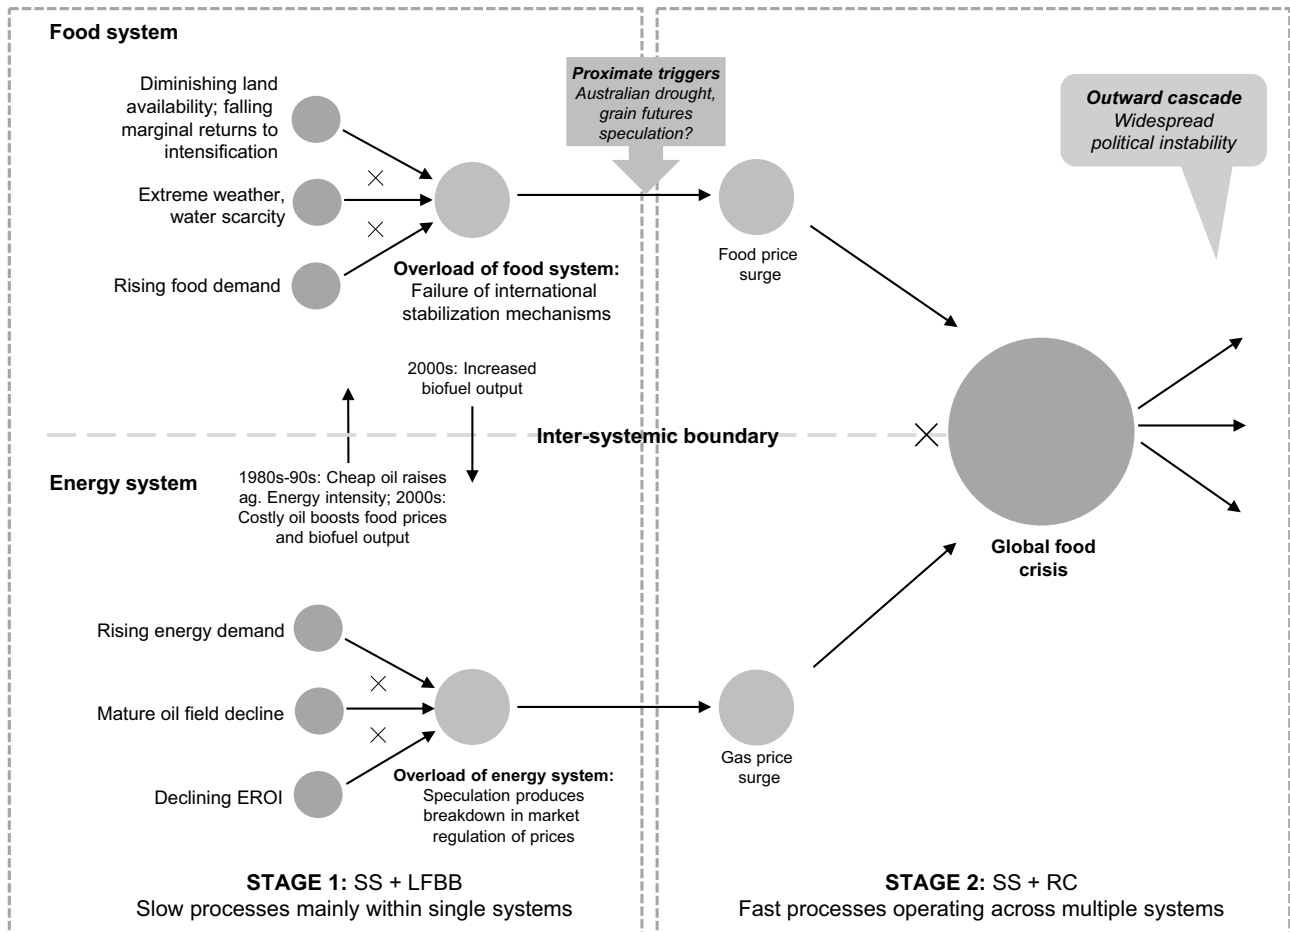 Food system
Diminishing land
availability; falling
marginal returns to
intensification
Extreme weather,
water scarcity
Rising food demand
Overload of food system:
Failure of international
stabilization mechanisms
Proximate triggers
Australian drought,
grain futures
speculation?
Food price
surge
Outward cascade
Widespread
political instability
2000s: Increased
biofuel output
Inter-systemic boundary
Energy system
1980s-90s: Cheap oil raises
ag. Energy intensity; 2000s:
Costly oil boosts food prices
and biofuel output
Global food
crisis
Rising energy demand
Mature oil field decline
Declining EROI
Overload of energy system:
Speculation produces
breakdown in market
regulation of prices
Gas price
surge
STAGE 1: SS + LFBB
Slow processes mainly within single systems
STAGE 2: SS + RC
Fast processes operating across multiple systems